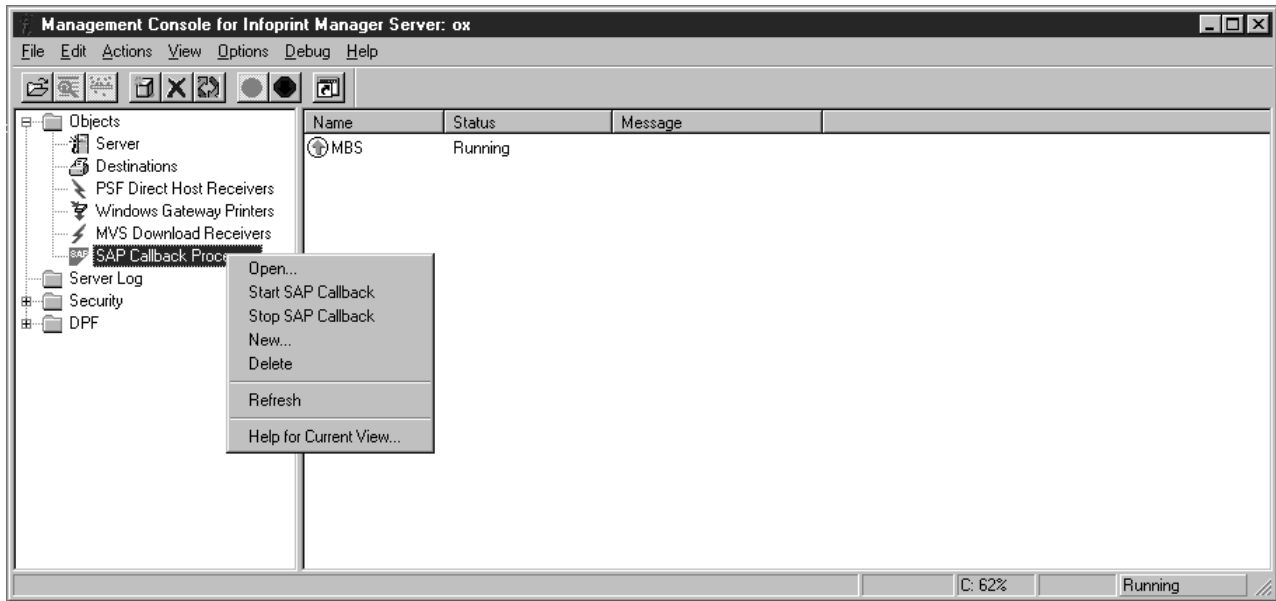 Management Console for Infoprint Manager Server: ox
File Edit Actions View Options Debug Help
Objects
Server
Destinations
PSF Direct Host Receivers
Windows Gateway Printers
MVS Download Receivers
SAP SAP Callback Proce
Server Log
Security
DPF
Name Status Message
MBS Running
Open...
Start SAP Callback
Stop SAP Callback
New...
Delete
Refresh
Help for Current View...
C: 62% Running